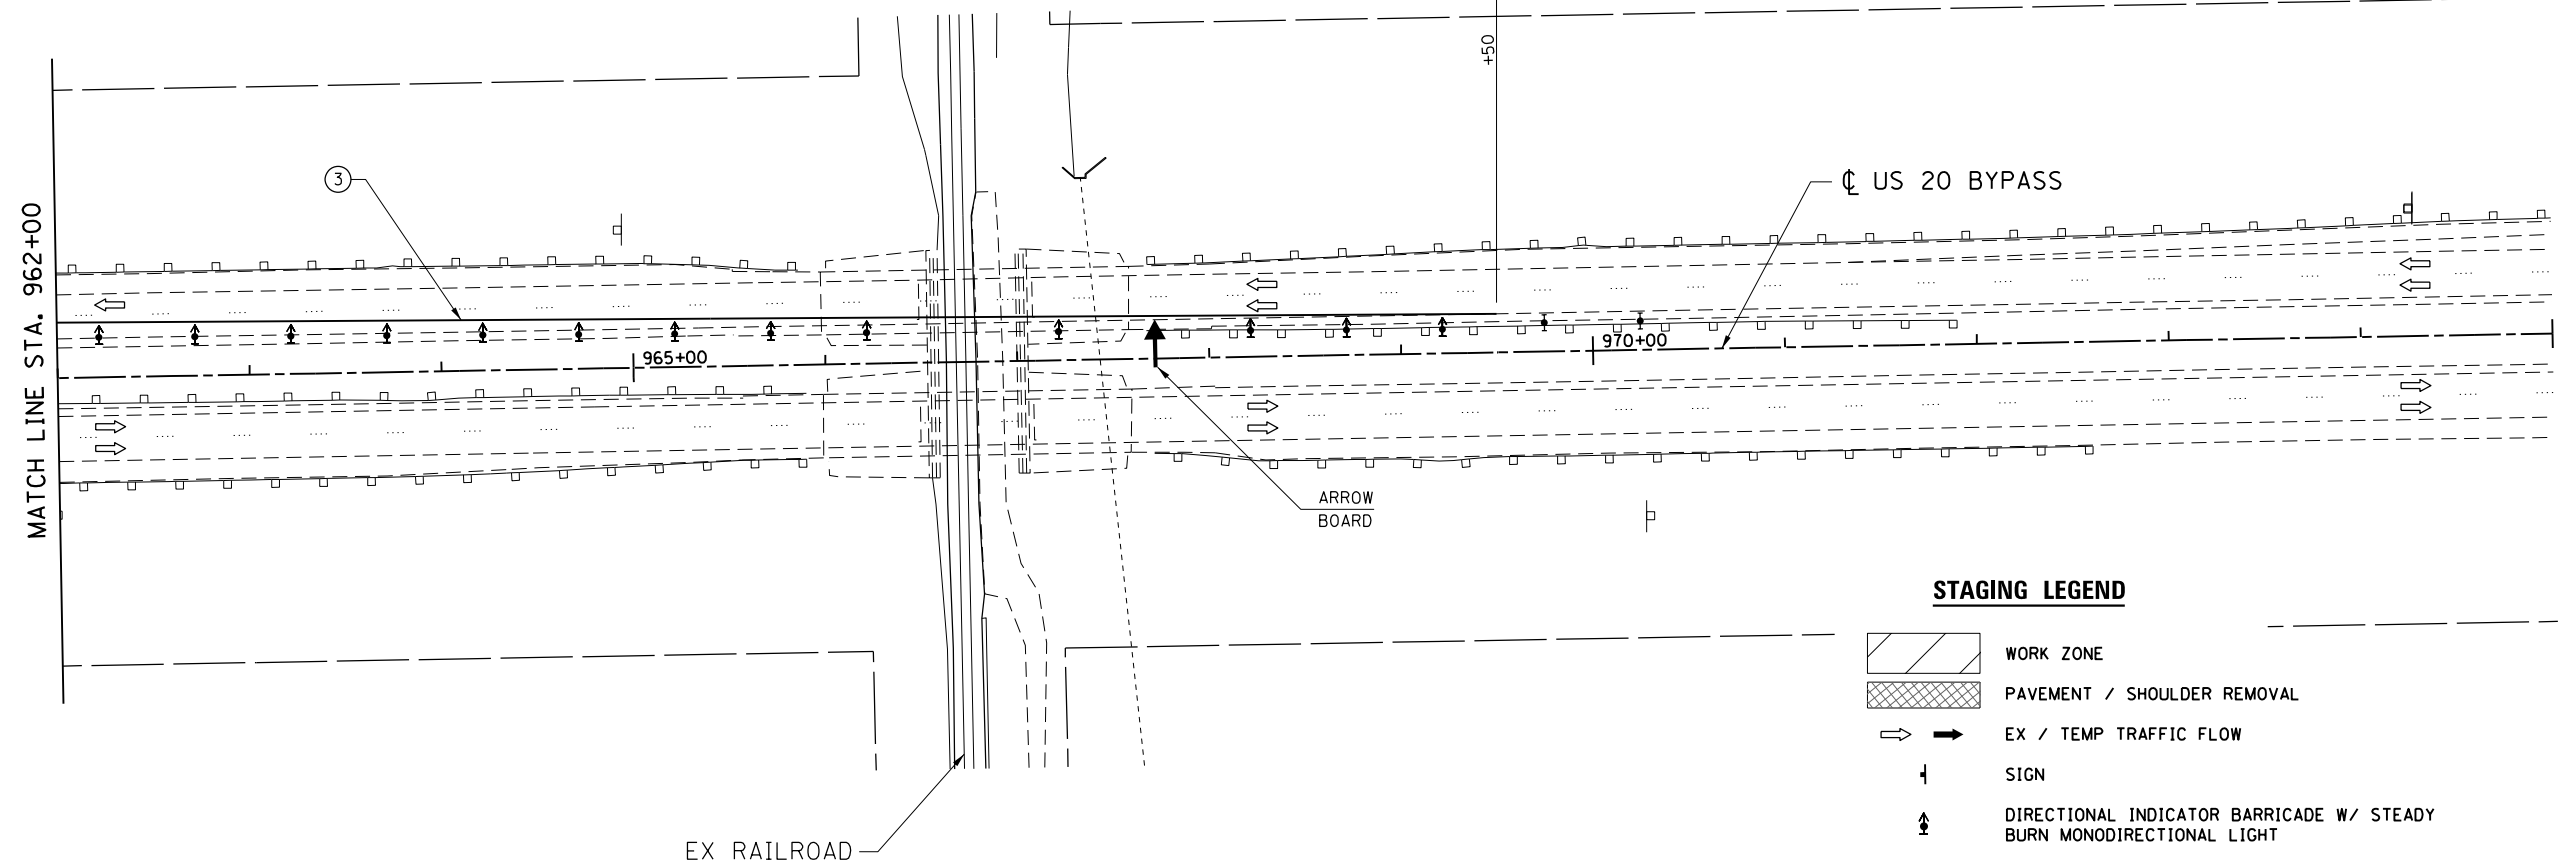 +50
3
℄ US 20 BYPASS
MATCH LINE STA. 962+00
965+00
970+00
ARROW
BOARD
EX RAILROAD
STAGING LEGEND
WORK ZONE
PAVEMENT / SHOULDER REMOVAL
EX / TEMP TRAFFIC FLOW
SIGN
DIRECTIONAL INDICATOR BARRICADE W/ STEADY
BURN MONODIRECTIONAL LIGHT